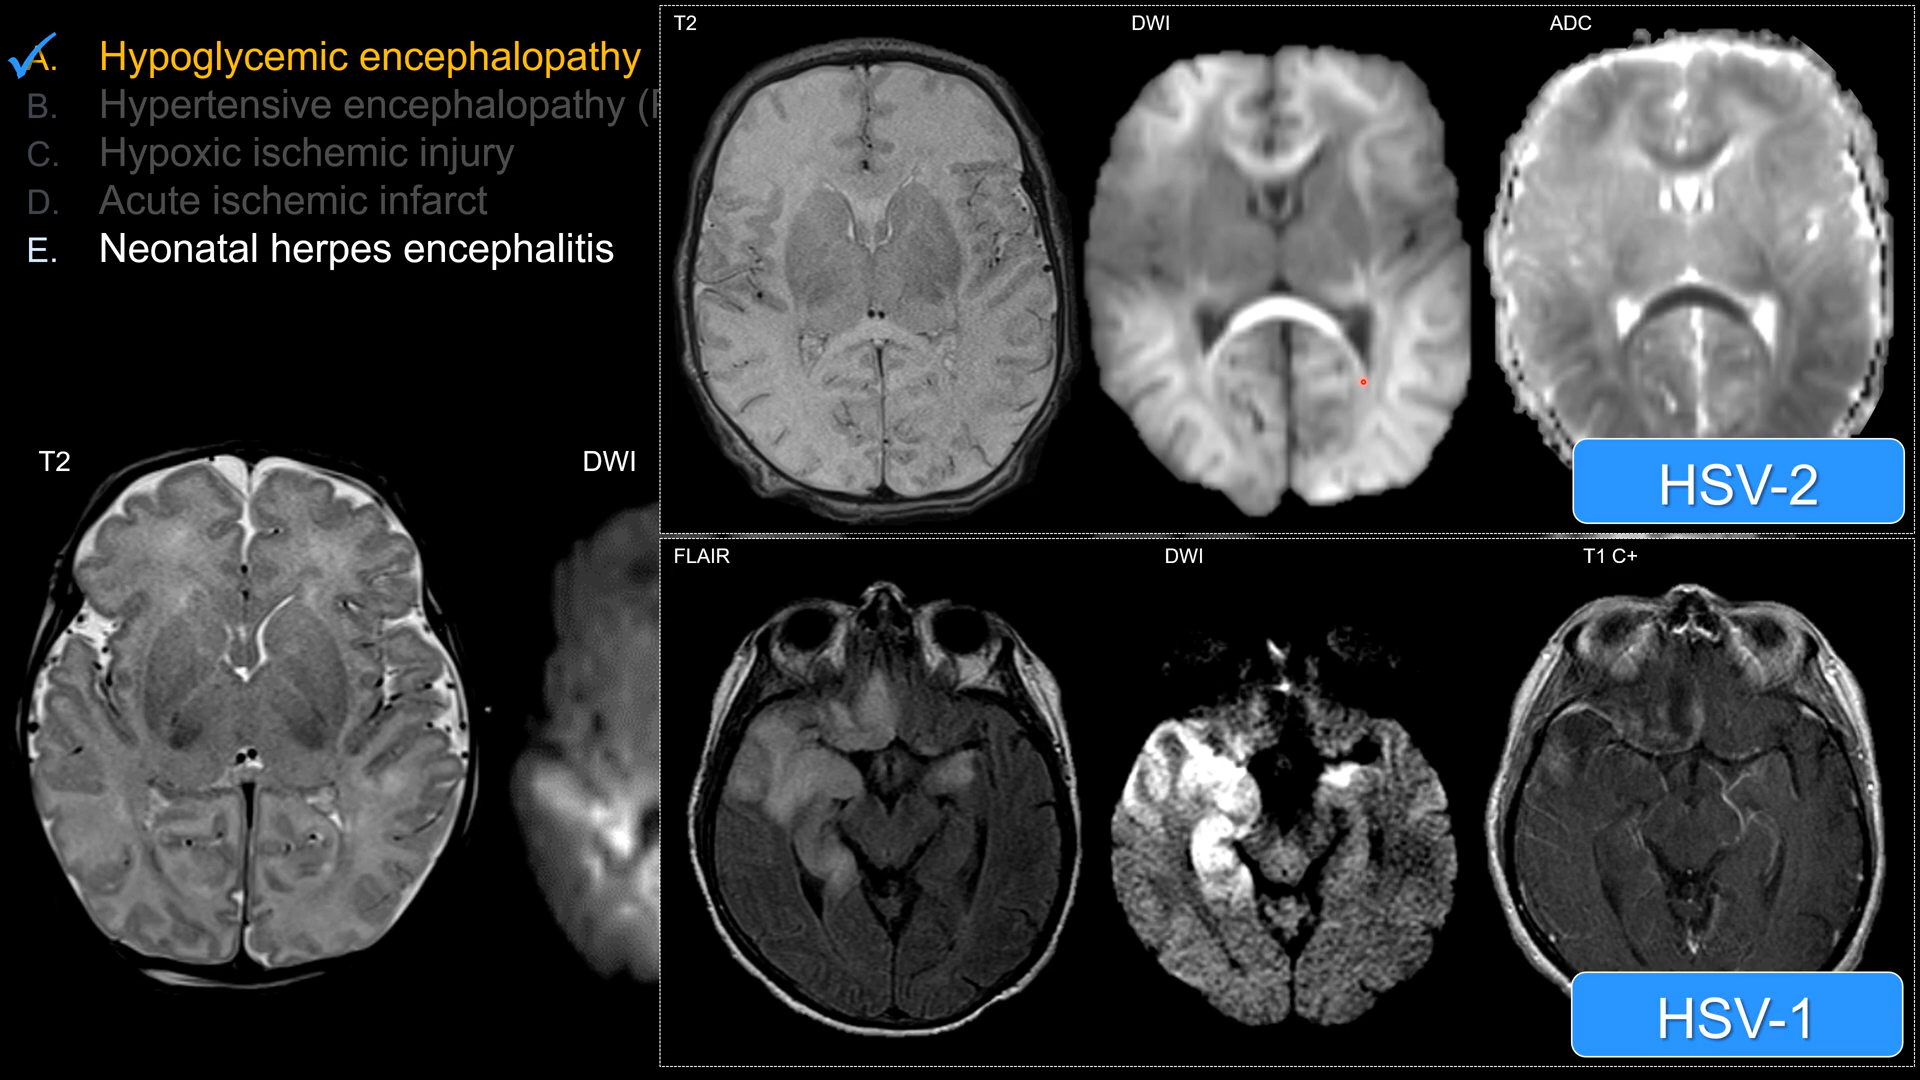 A. Hypoglycemic encephalopathy
B. Hypertensive encephalopathy (
C. Hypoxic ischemic injury
D. Acute ischemic infarct
E. Neonatal herpes encephalitis
T2
DWI
T2
DWI
ADC
HSV-2
FLAIR
DWI
T1 C+
HSV-1